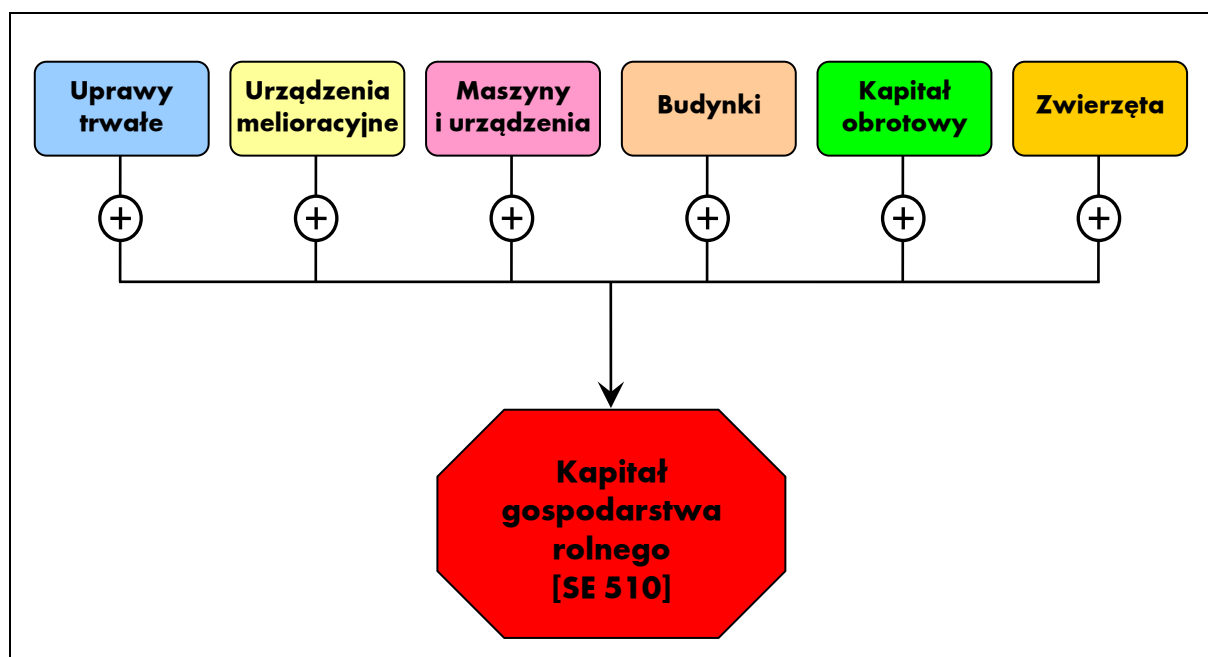 Uprawy
trwałe
Urządzenia
melioracyjne
Maszyny
i urządzenia
Budynki
Kapitał
obrotowy
Zwierzęta
+ + + + + +
Kapitał
gospodarstwa
rolnego
[SE 510]